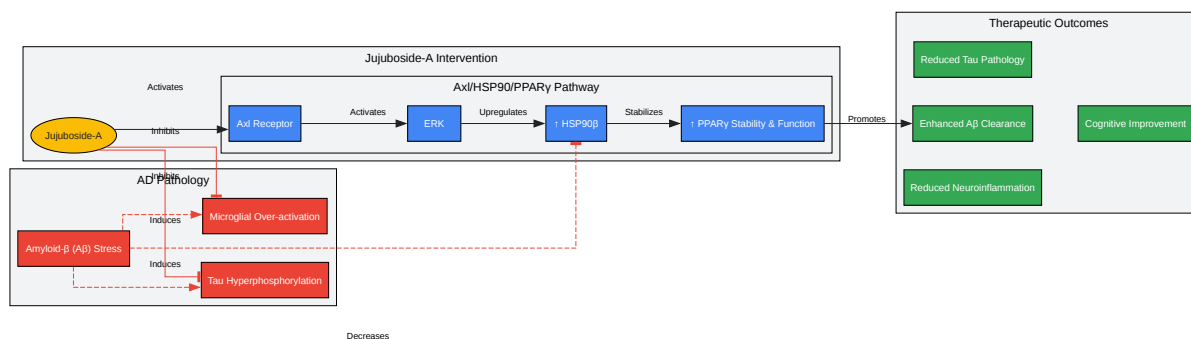 Therapeutic Outcomes
Reduced Tau Pathology
Jujuboside-A Intervention
Axl/HSP90/PPARγ Pathway
Activates
Jujuboside-A
Inhibits
Axl Receptor
Activates
ERK
Upregulates
↑ HSP90β
Stabilizes
↑ PPARγ Stability & Function
Promotes
Enhanced Aβ Clearance
Cognitive Improvement
Reduced Neuroinflammation
Inhibits
AD Pathology
Microglial Over-activation
Induces
Amyloid-β (Aβ) Stress
Induces
Tau Hyperphosphorylation
Decreases